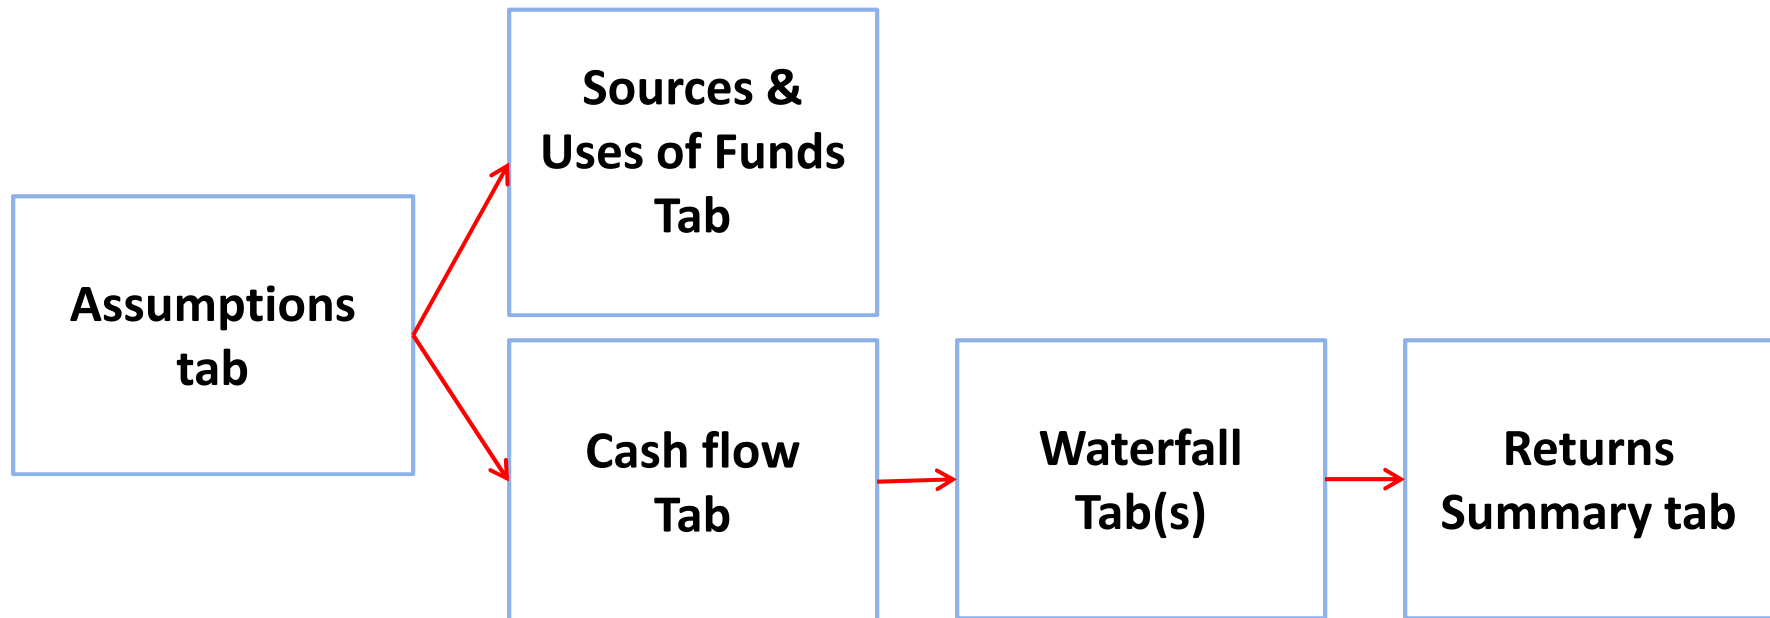 Assumptions
tab
Sources &
Uses of Funds
Tab
Cash flow
Tab
Waterfall
Tab(s)
Returns
Summary tab